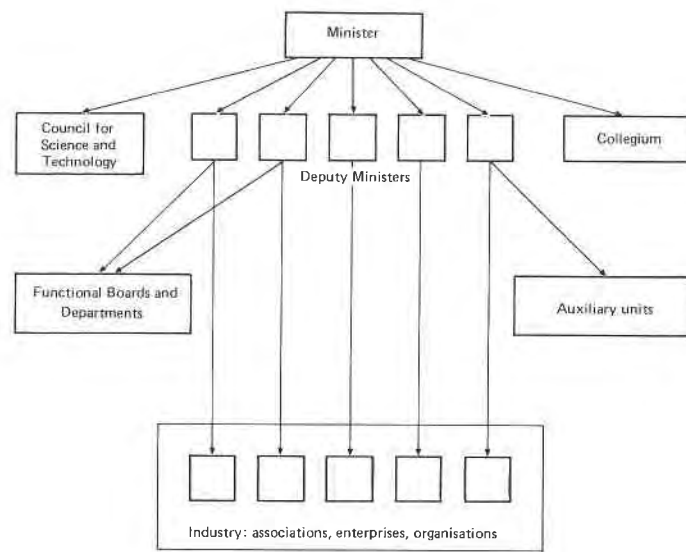 Minister
Council for
Science and
Technology
Collegium
Deputy Ministers
Functional Boards and
Departments
Auxiliary units
Industry: associations, enterprises, organisations